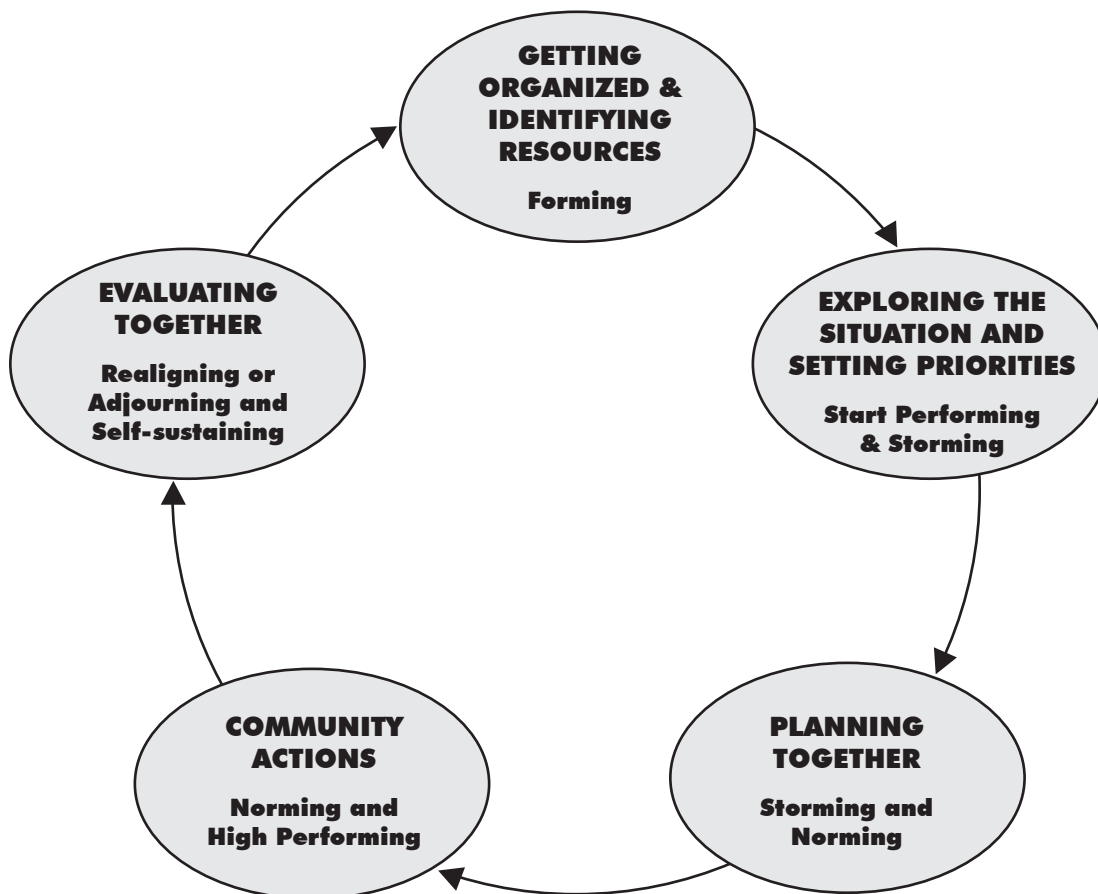 GETTING
ORGANIZED &
IDENTIFYING
RESOURCES
Forming
EXPLORING THE
SITUATION AND
SETTING PRIORITIES
Start Performing
& Storming
PLANNING
TOGETHER
Storming and
Norming
COMMUNITY
ACTIONS
Norming and
High Performing
EVALUATING
TOGETHER
Realigning or
Adjourning and
Self-sustaining